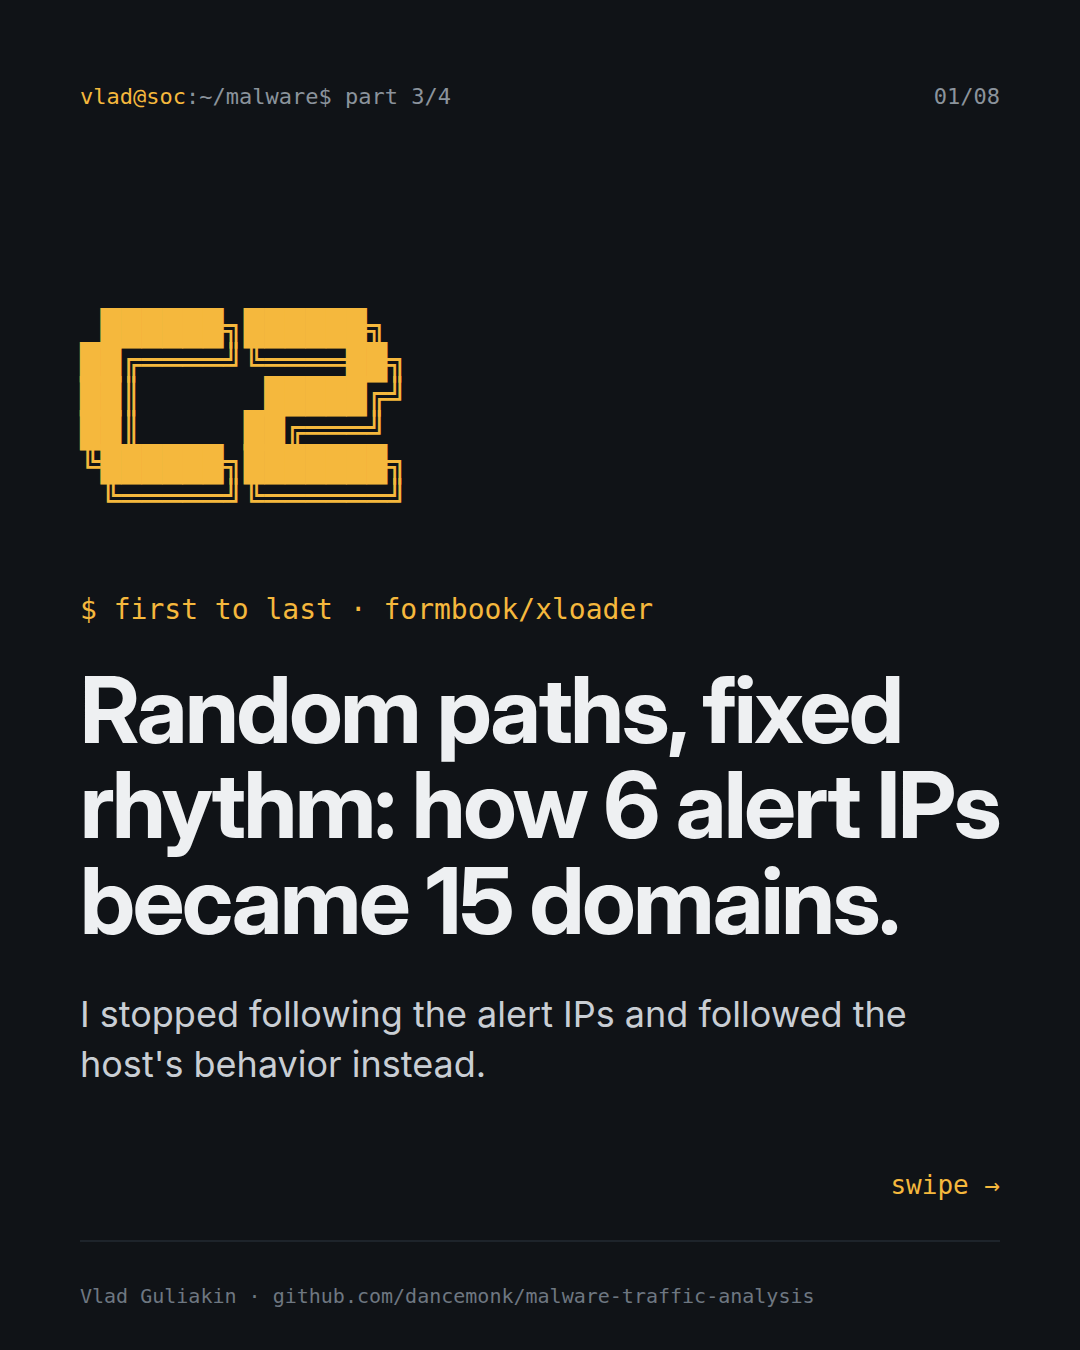 vlad@soc:~/malware$ part 3/4
01/08
C2
$ first to last · formbook/xloader
Random paths, fixed
rhythm: how 6 alert IPs
became 15 domains.
I stopped following the alert IPs and followed the
host's behavior instead.
swipe →
Vlad Guliakin · github.com/dancemonk/malware-traffic-analysis